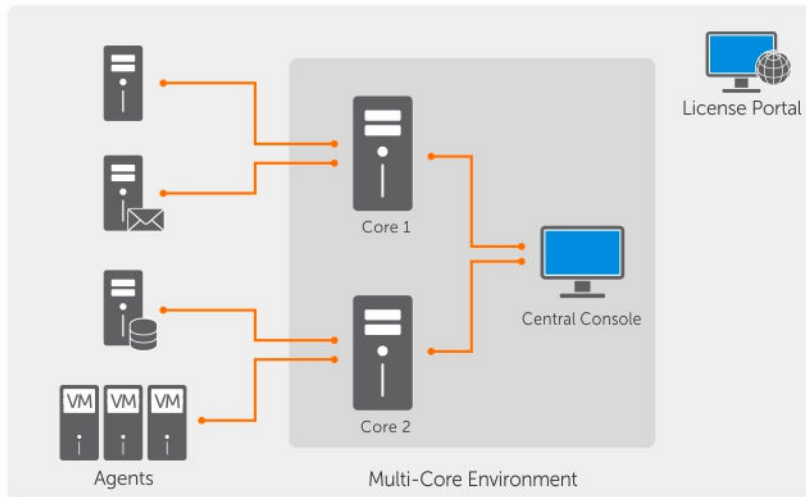 License Portal
Core 1
Central Console
Core 2
VM VM VM
Agents
Multi-Core Environment